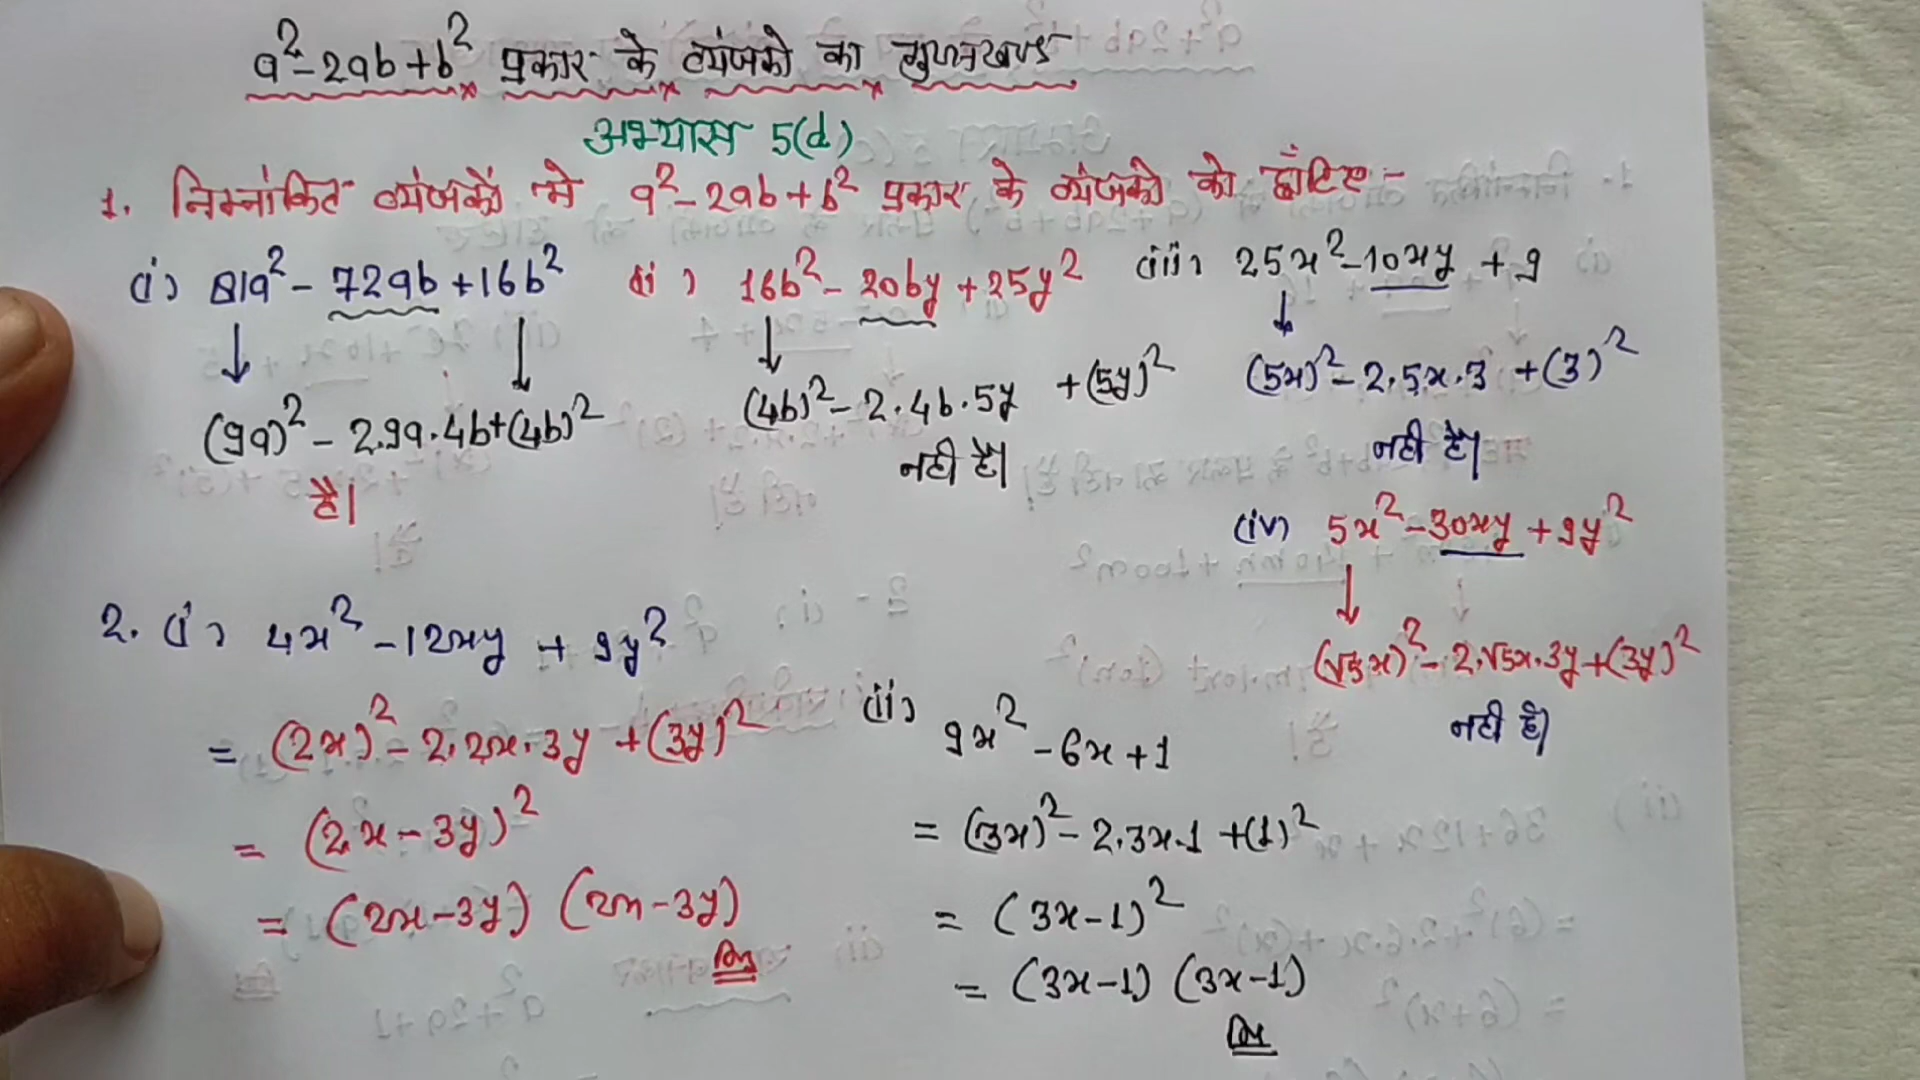 a²-2ab+b² प्रकार के व्यंजको का गुणनखण्ड
अभ्यास 5(d)
1. निम्नांकित व्यंजकों मे a²-2ab+b² प्रकार के व्यंजको को छाँटिए:-
(i) 81a² - 72ab + 16b²
(9a)² - 2.9a.4b+(4b)²
है।
(ii) 16b² - 20by + 25y²
(4b)² - 2.4b.5y + (5y)²
नही है।
(iii) 25x² - 10xy + 9
(5x)² - 2.5x.3 + (3)²
नही है।
(iv) 5x² - 30xy + 9y²
(√5x)² - 2.√5x.3y+(3y)²
नही है।
2. (i) 4x² - 12xy + 9y²
= (2x)² - 2.2x.3y + (3y)²
= (2x - 3y)²
= (2x-3y) (2x-3y)
(ii) 9x² - 6x + 1
= (3x)² - 2.3x.1 + (1)²
= (3x-1)²
= (3x-1) (3x-1)